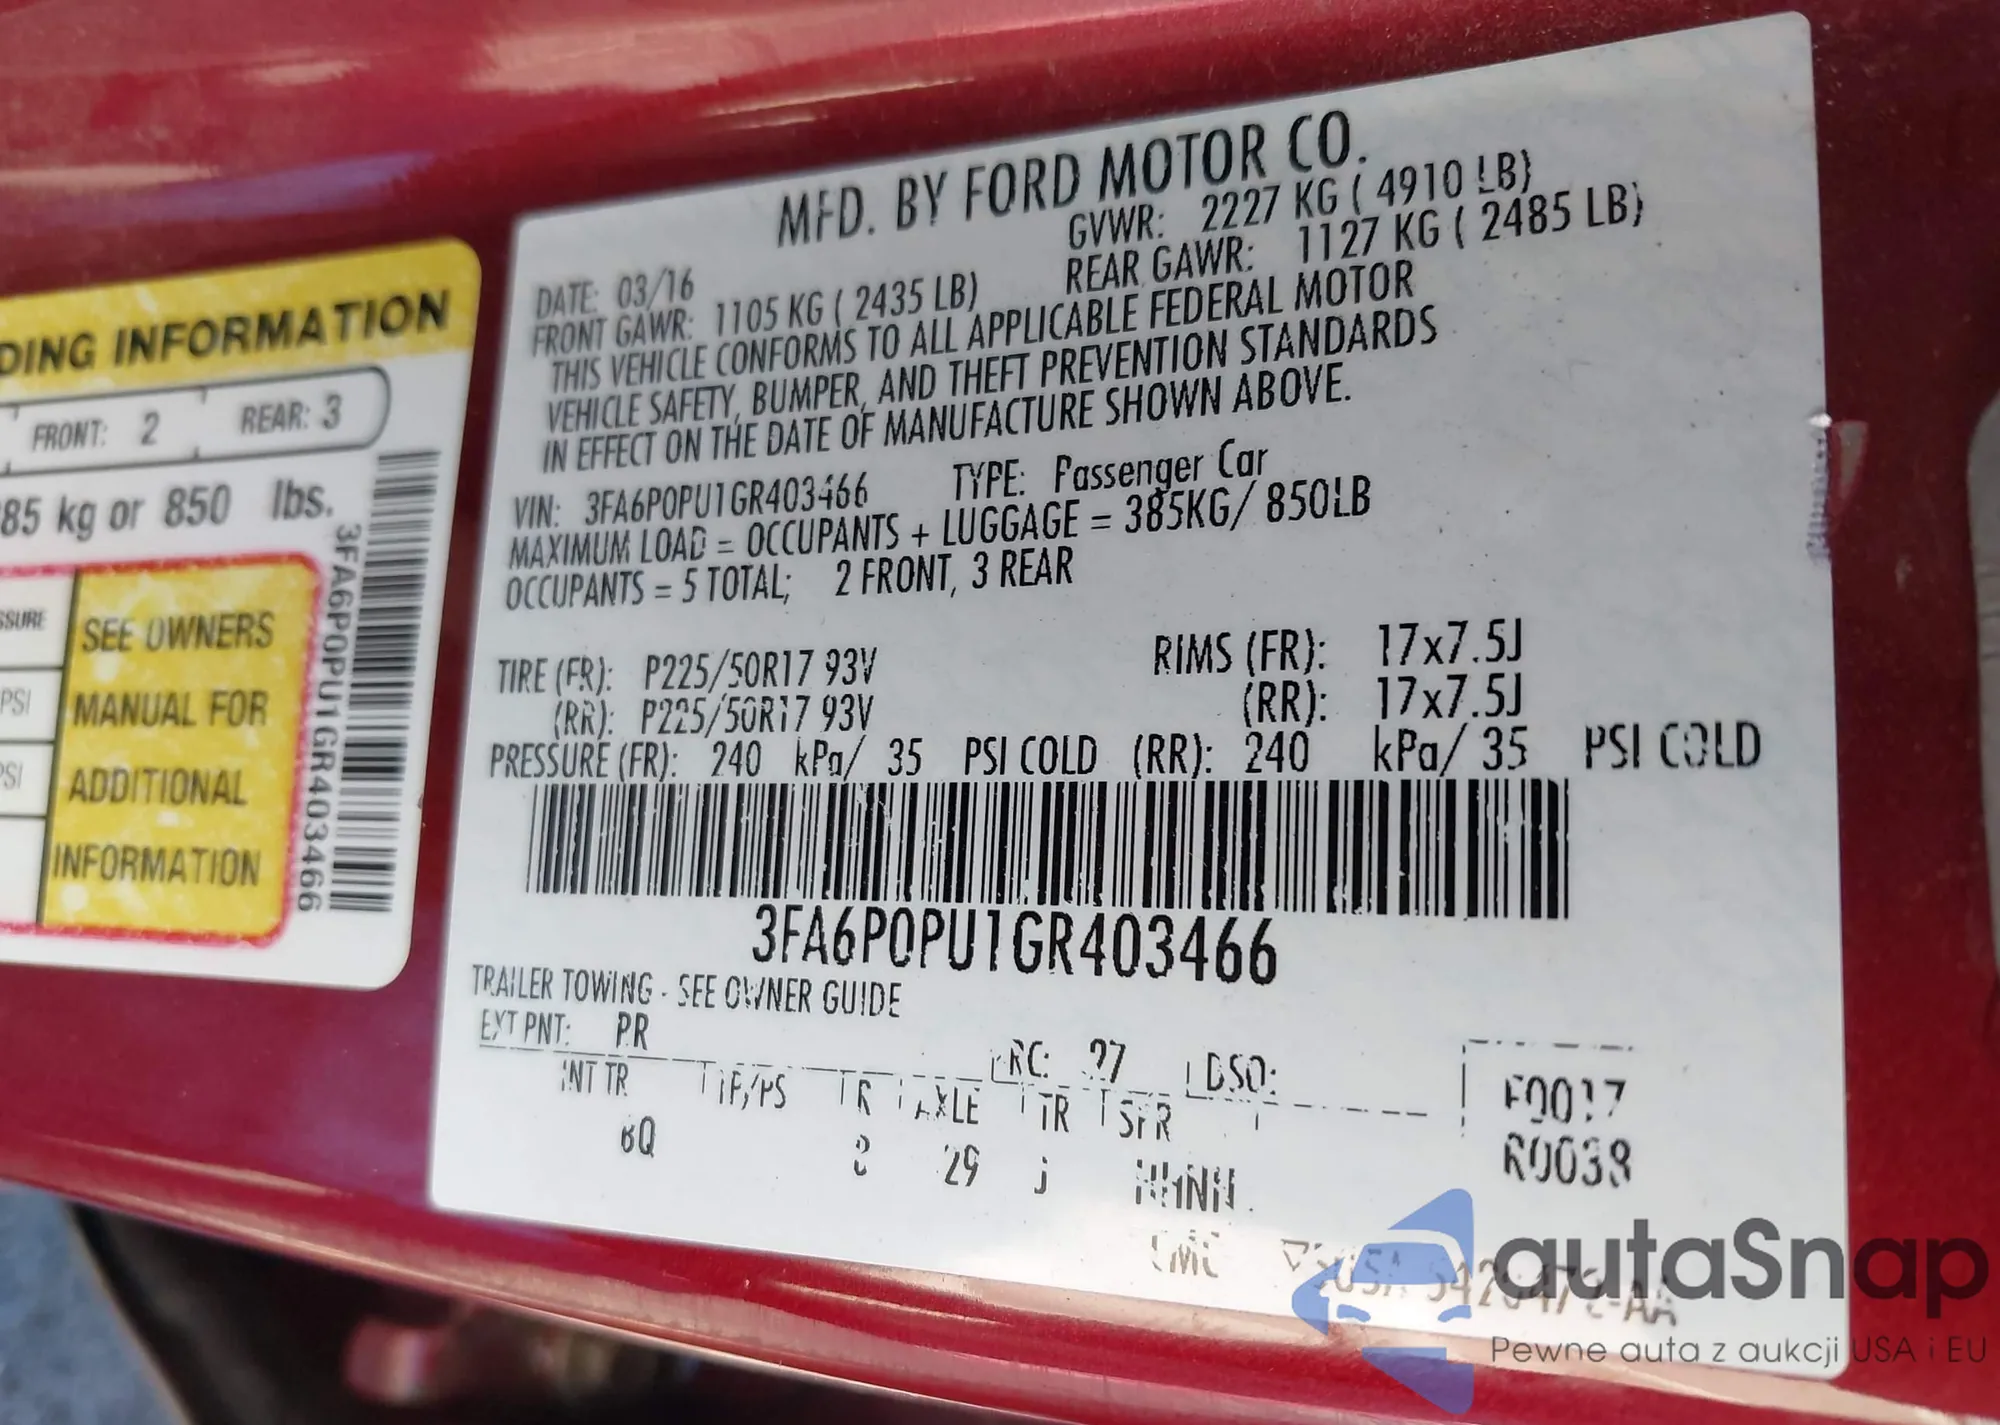 DING INFORMATION
FRONT: 2 REAR: 3
85 kg or 850 lbs.
SSURE
PSI
PSI
SEE OWNERS
MANUAL FOR
ADDITIONAL
INFORMATION
3FA6P0PU1GR403466
MFD. BY FORD MOTOR CO.
DATE: 03/16 GVWR: 2227 KG ( 4910 LB)
FRONT GAWR: 1105 KG ( 2435 LB) REAR GAWR: 1127 KG ( 2485 LB)
THIS VEHICLE CONFORMS TO ALL APPLICABLE FEDERAL MOTOR
VEHICLE SAFETY, BUMPER, AND THEFT PREVENTION STANDARDS
IN EFFECT ON THE DATE OF MANUFACTURE SHOWN ABOVE.
VIN: 3FA6P0PU1GR403466 TYPE: Passenger Car
MAXIMUM LOAD = OCCUPANTS + LUGGAGE = 385KG/ 850LB
OCCUPANTS = 5 TOTAL; 2 FRONT, 3 REAR
TIRE (FR): P225/50R17 93V RIMS (FR): 17x7.5J
(RR): P225/50R17 93V (RR): 17x7.5J
PRESSURE (FR): 240 kPa/ 35 PSI COLD (RR): 240 kPa/ 35 PSI COLD
3FA6P0PU1GR403466
TRAILER TOWING - SEE OWNER GUIDE
EXT PNT: PR RC: DSO:
INT TR TP/PS R AXLE TR SPR
29 J
autaSnap
Pewne auta z aukcji USA i EU